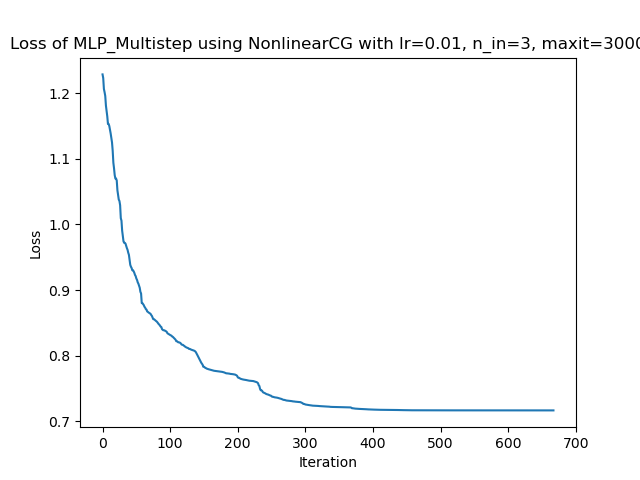 Loss of MLP_Multistep using NonlinearCG with lr=0.01, n_in=3, maxit=3000
1.2
1.1
1.0
0.9
0.8
0.7
Loss
0 100 200 300 400 500 600 700
Iteration